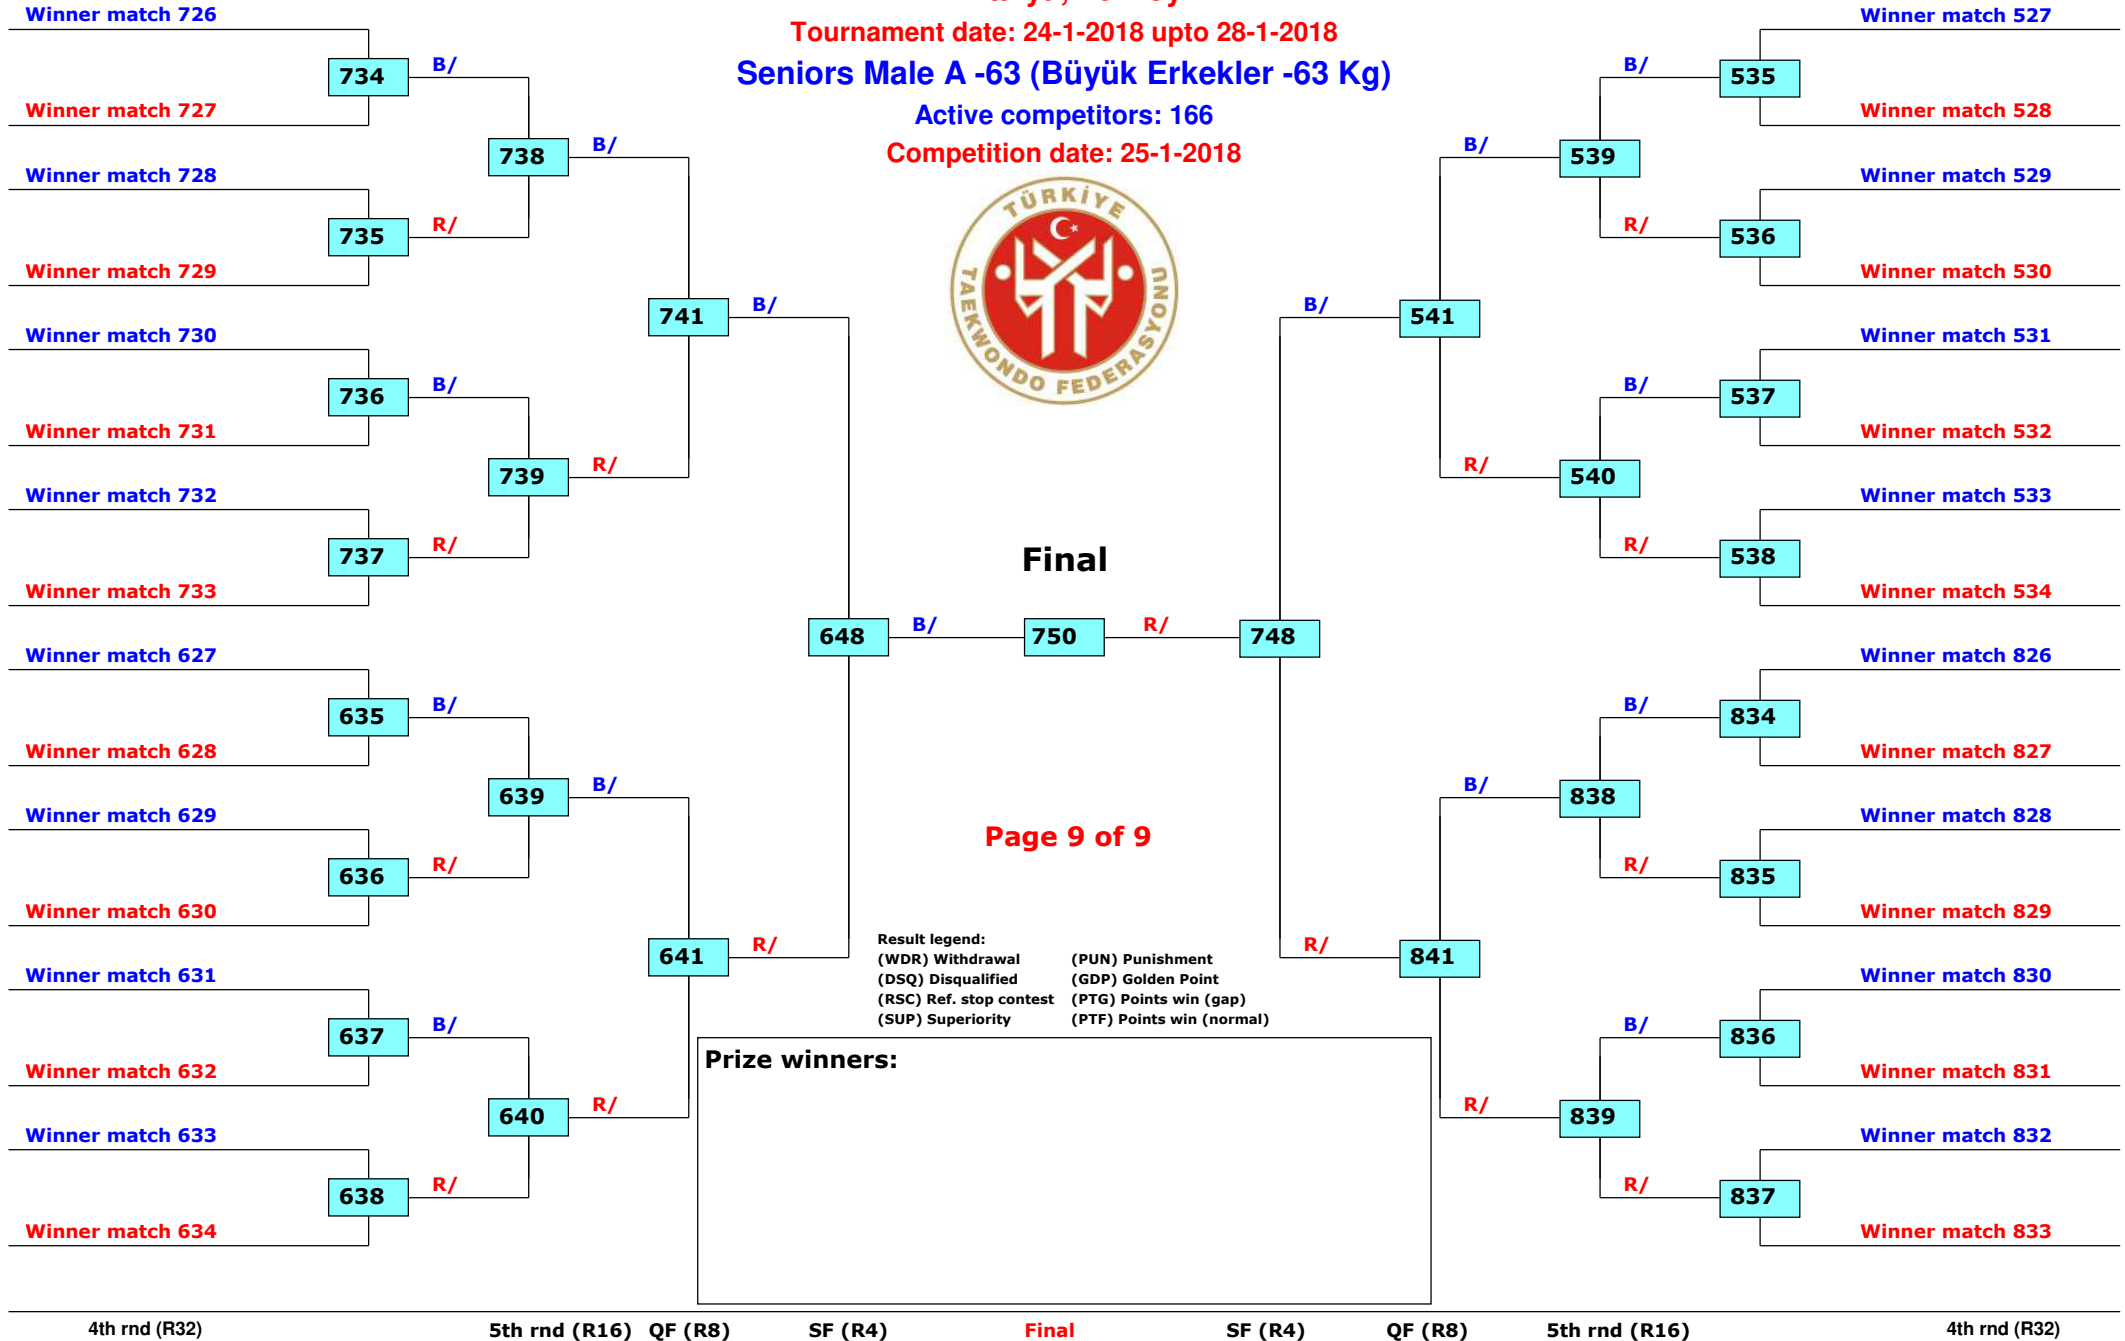 Tournament date: 24-1-2018 upto 28-1-2018
Seniors Male A -63 (Büyük Erkekler -63 Kg)
Active competitors: 166
Competition date: 25-1-2018
TÜRKİYE
TAEKWONDO FEDERASYONU
Winner match 726
734 B/
Winner match 727
738 B/
Winner match 728
735 R/
Winner match 729
741 B/
Winner match 730
736 B/
Winner match 731
739 R/
Winner match 732
737 R/
Winner match 733
648 B/
Winner match 627
635 B/
Winner match 628
639 B/
Winner match 629
636 R/
Winner match 630
641 R/
Winner match 631
637 B/
Winner match 632
640 R/
Winner match 633
638 R/
Winner match 634
Final
750
Page 9 of 9
Result legend:
(WDR) Withdrawal (PUN) Punishment
(DSQ) Disqualified (GDP) Golden Point
(RSC) Ref. stop contest (PTG) Points win (gap)
(SUP) Superiority (PTF) Points win (normal)
Prize winners:
Winner match 527
B/ 535
Winner match 528
B/ 539
Winner match 529
R/ 536
Winner match 530
B/ 541
Winner match 531
B/ 537
Winner match 532
R/ 540
Winner match 533
R/ 538
Winner match 534
R/ 748
Winner match 826
B/ 834
Winner match 827
B/ 838
Winner match 828
R/ 835
Winner match 829
R/ 841
Winner match 830
B/ 836
Winner match 831
R/ 839
Winner match 832
R/ 837
Winner match 833
4th rnd (R32) 5th rnd (R16) QF (R8) SF (R4) Final SF (R4) QF (R8) 5th rnd (R16) 4th rnd (R32)